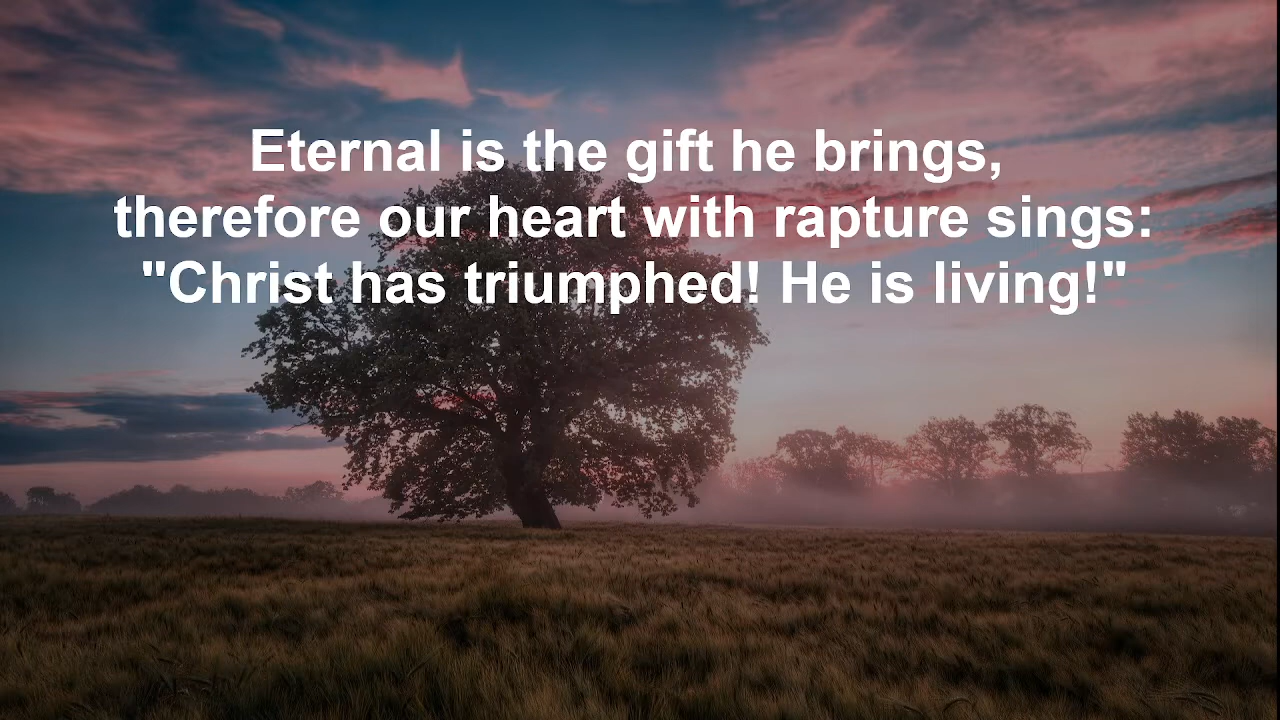 Eternal is the gift he brings,
therefore our heart with rapture sings:
"Christ has triumphed! He is living!"